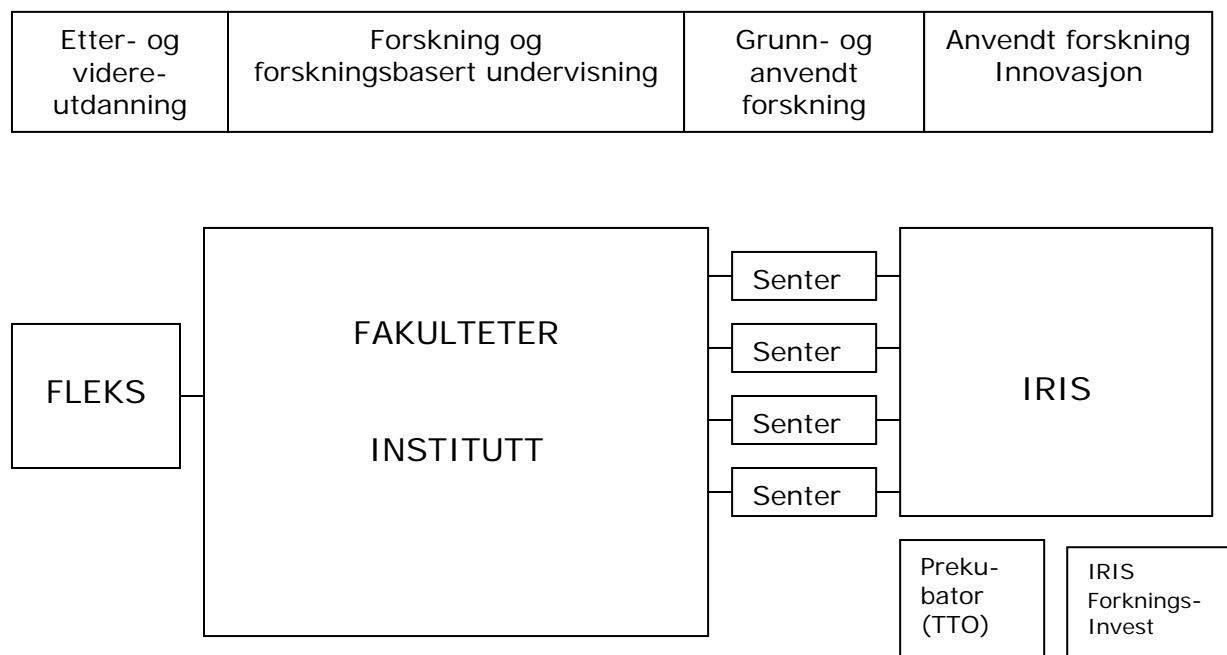 Etter- og
videre-
utdanning
Forskning og
forskningsbasert undervisning
Grunn- og
anvendt
forskning
Anvendt forskning
Innovasjon
FLEKS
FAKULTETER
INSTITUTT
Senter
Senter
Senter
Senter
IRIS
Preku-
bator
(TTO)
IRIS
Forknings-
Invest